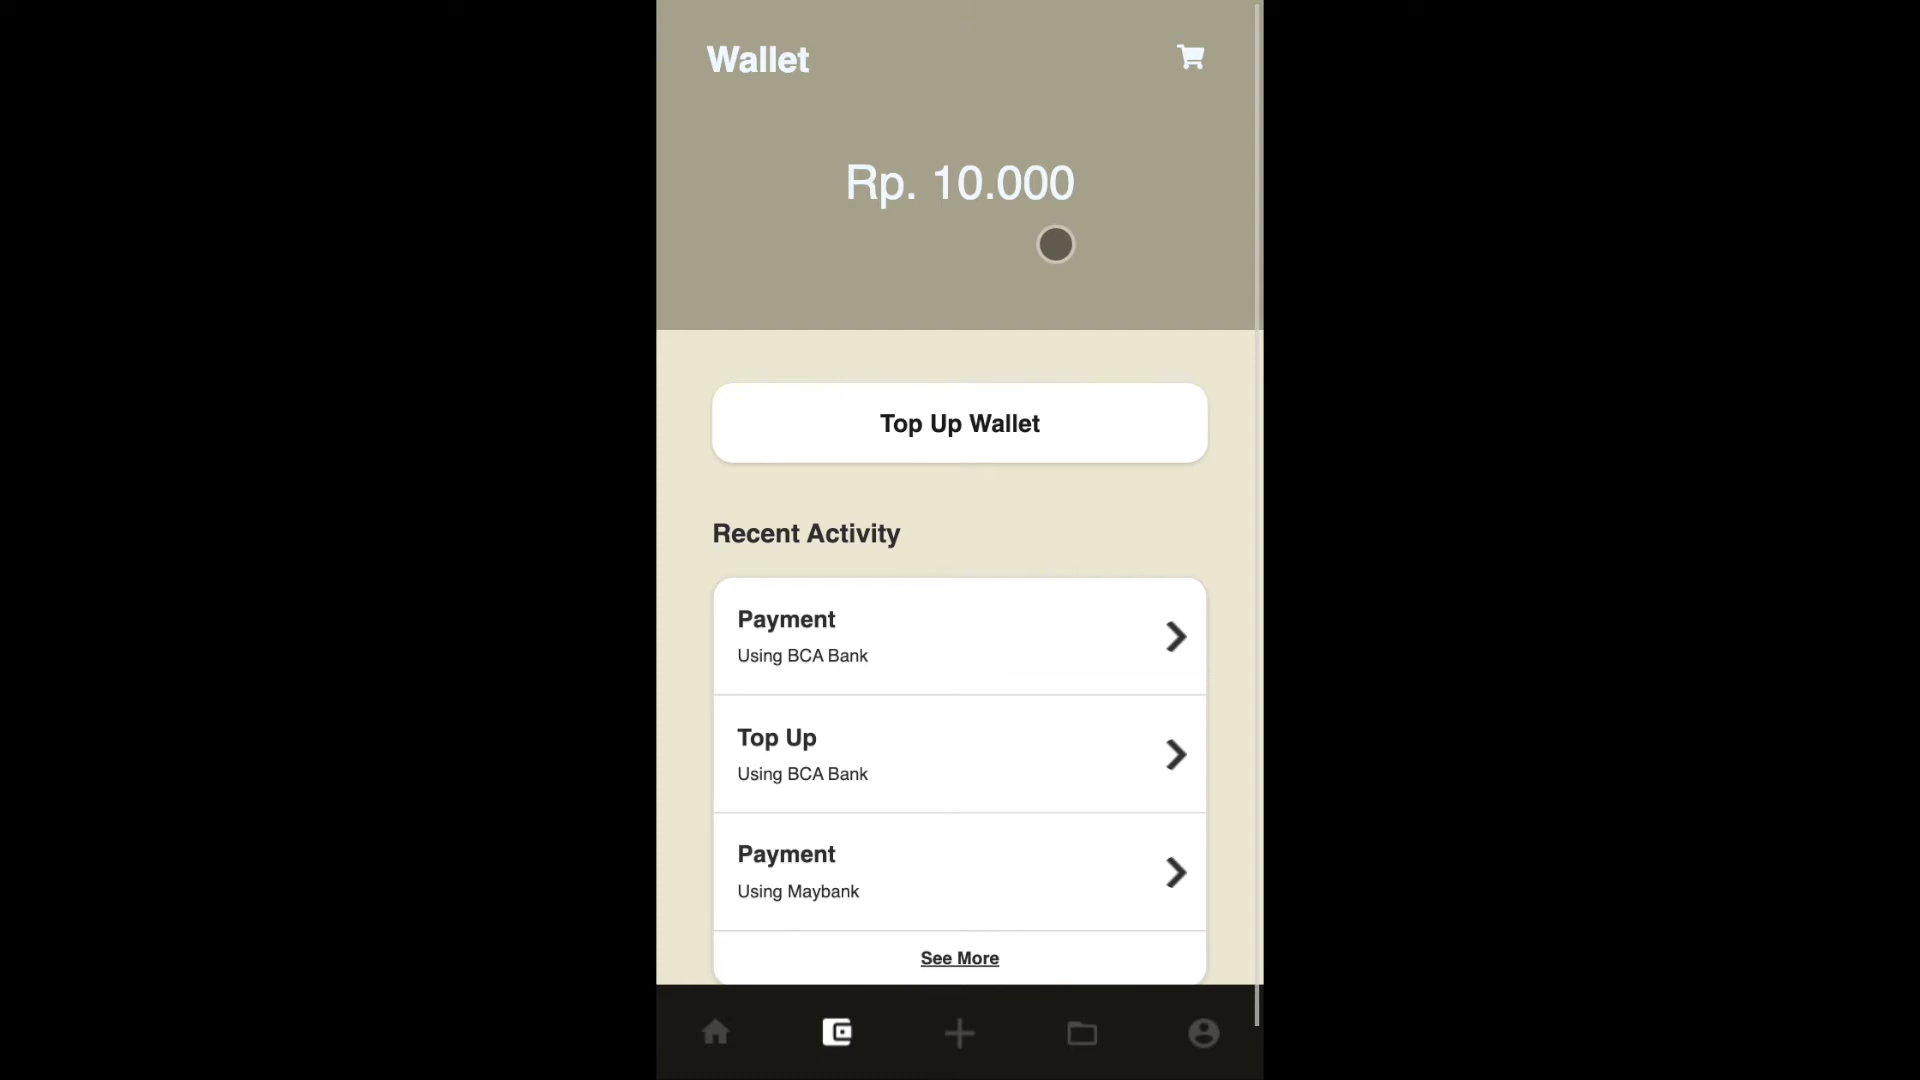 Wallet
Rp. 10.000
Top Up Wallet
Recent Activity
Payment
Using BCA Bank
Top Up
Using BCA Bank
Payment
Using Maybank
See More